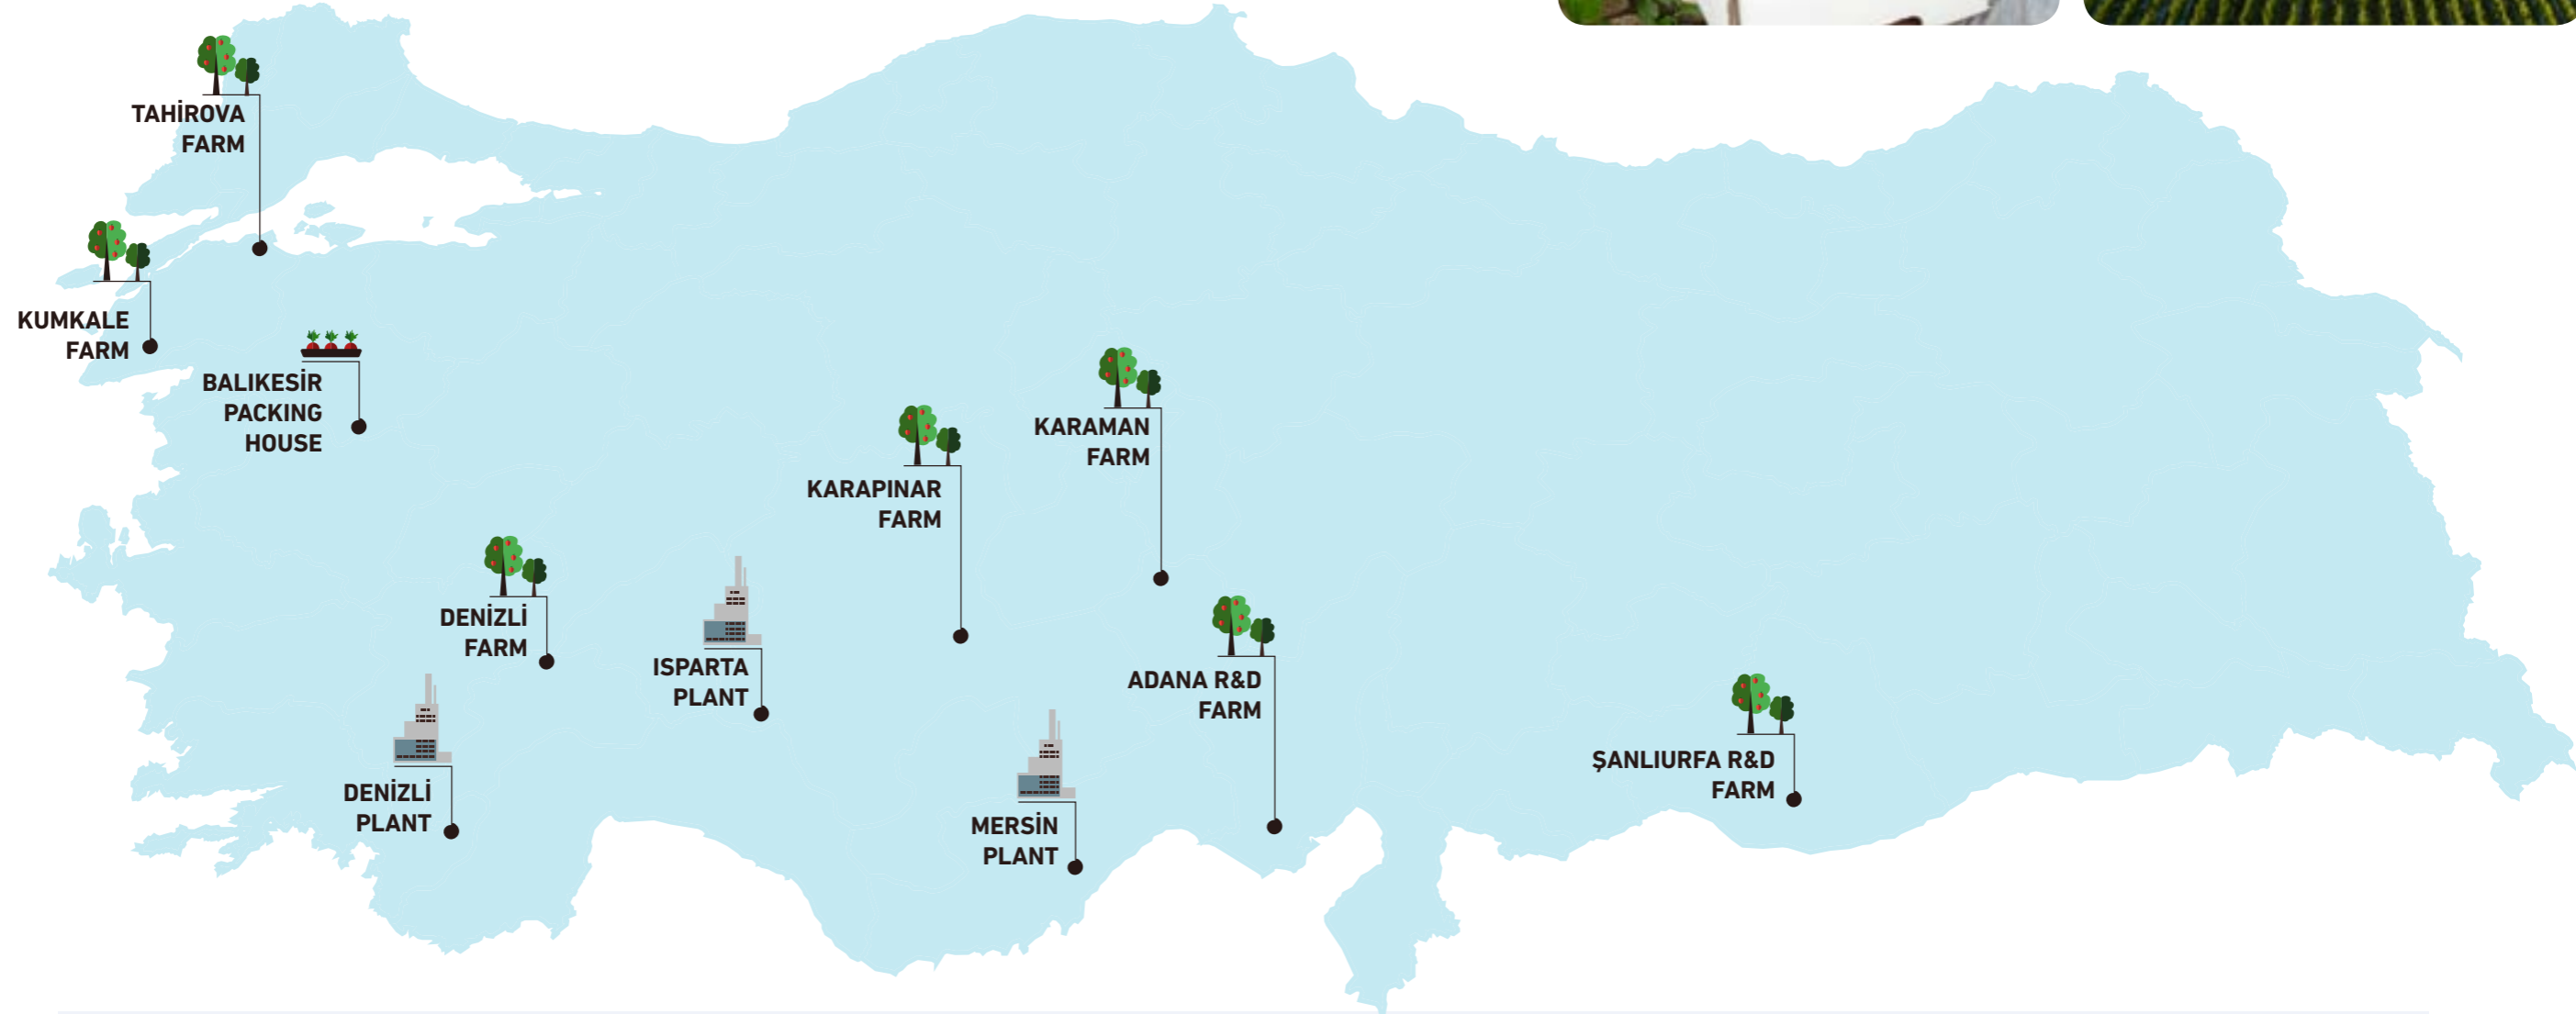 TAHİROVA
FARM
KUMKALE
FARM
BALIKESİR
PACKING
HOUSE
KARAMAN
FARM
KARAPINAR
FARM
DENİZLİ
FARM
ISPARTA
PLANT
ADANA R&D
FARM
ŞANLIURFA R&D
FARM
DENİZLİ
PLANT
MERSİN
PLANT